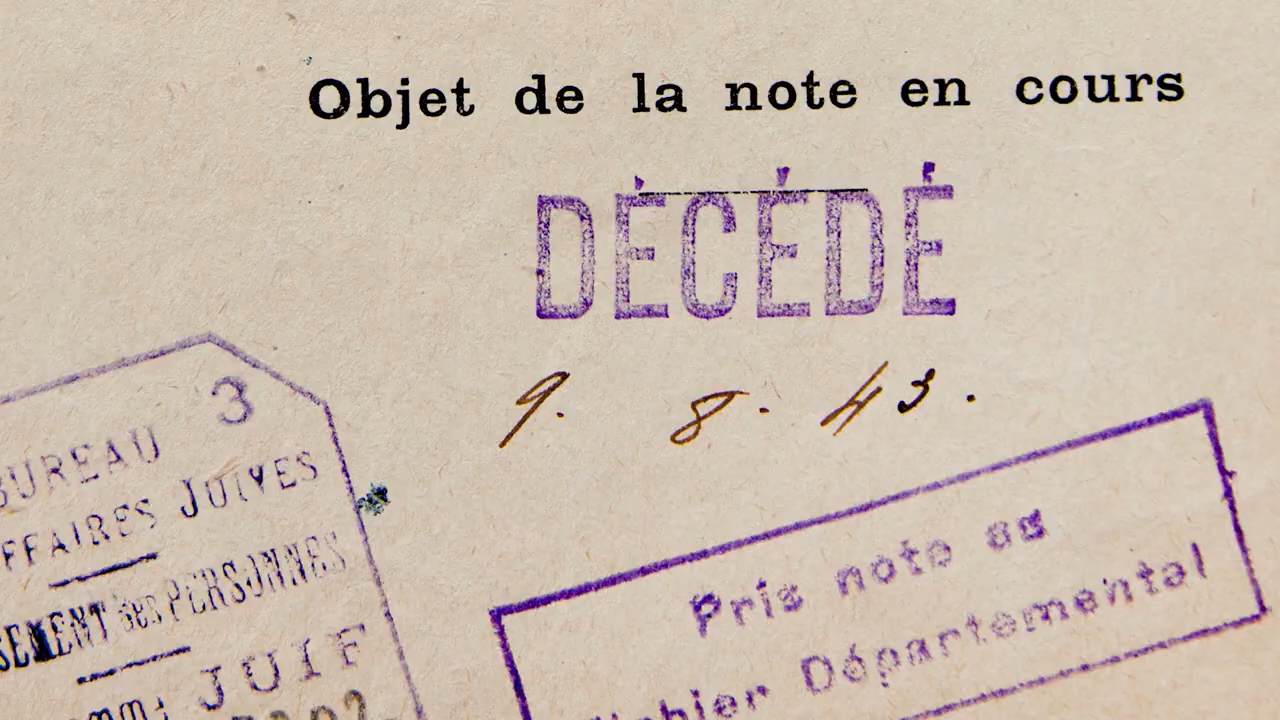 Objet de la note en cours
DÉCÉDÉ
9. 8. 43.
3
BUREAU
AFFAIRES JUIVES
DES PERSONNES
JUIF
Pris note au
Fichier Départemental